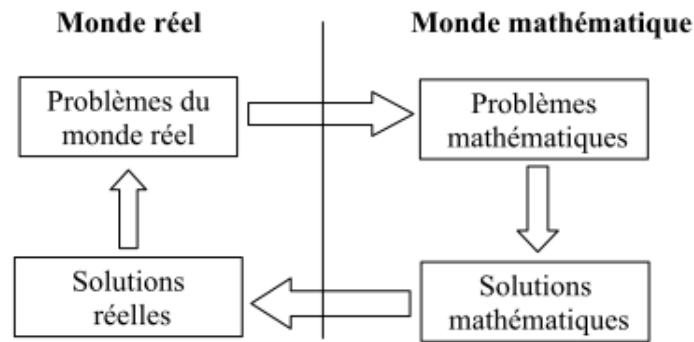 Monde réel
Monde mathématique
Problèmes du
monde réel
Problèmes
mathématiques
Solutions
réelles
Solutions
mathématiques